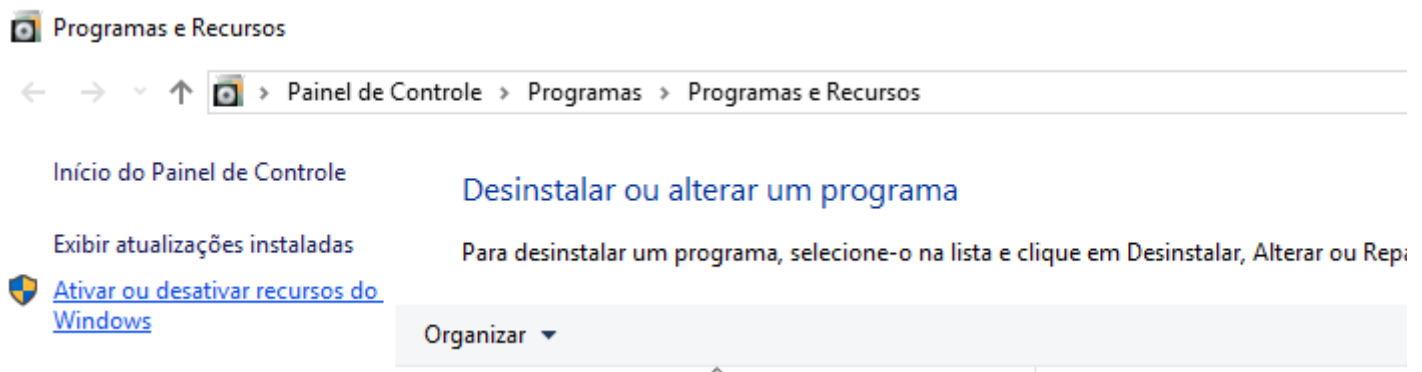 Programas e Recursos
Painel de Controle > Programas > Programas e Recursos
Início do Painel de Controle
Desinstalar ou alterar um programa
Exibir atualizações instaladas
Para desinstalar um programa, selecione-o na lista e clique em Desinstalar, Alterar ou Repa
Ativar ou desativar recursos do
Windows
Organizar